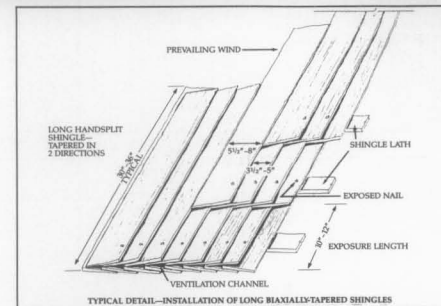 PREVAILING WIND
LONG HANDSPLIT
SHINGLE—
TAPERED IN
2 DIRECTIONS
30"-36"
TYPICAL
5½"-8"
3½"-5"
SHINGLE LATH
EXPOSED NAIL
10"-12"
EXPOSURE LENGTH
VENTILATION CHANNEL
TYPICAL DETAIL—INSTALLATION OF LONG BIAXIALLY-TAPERED SHINGLES